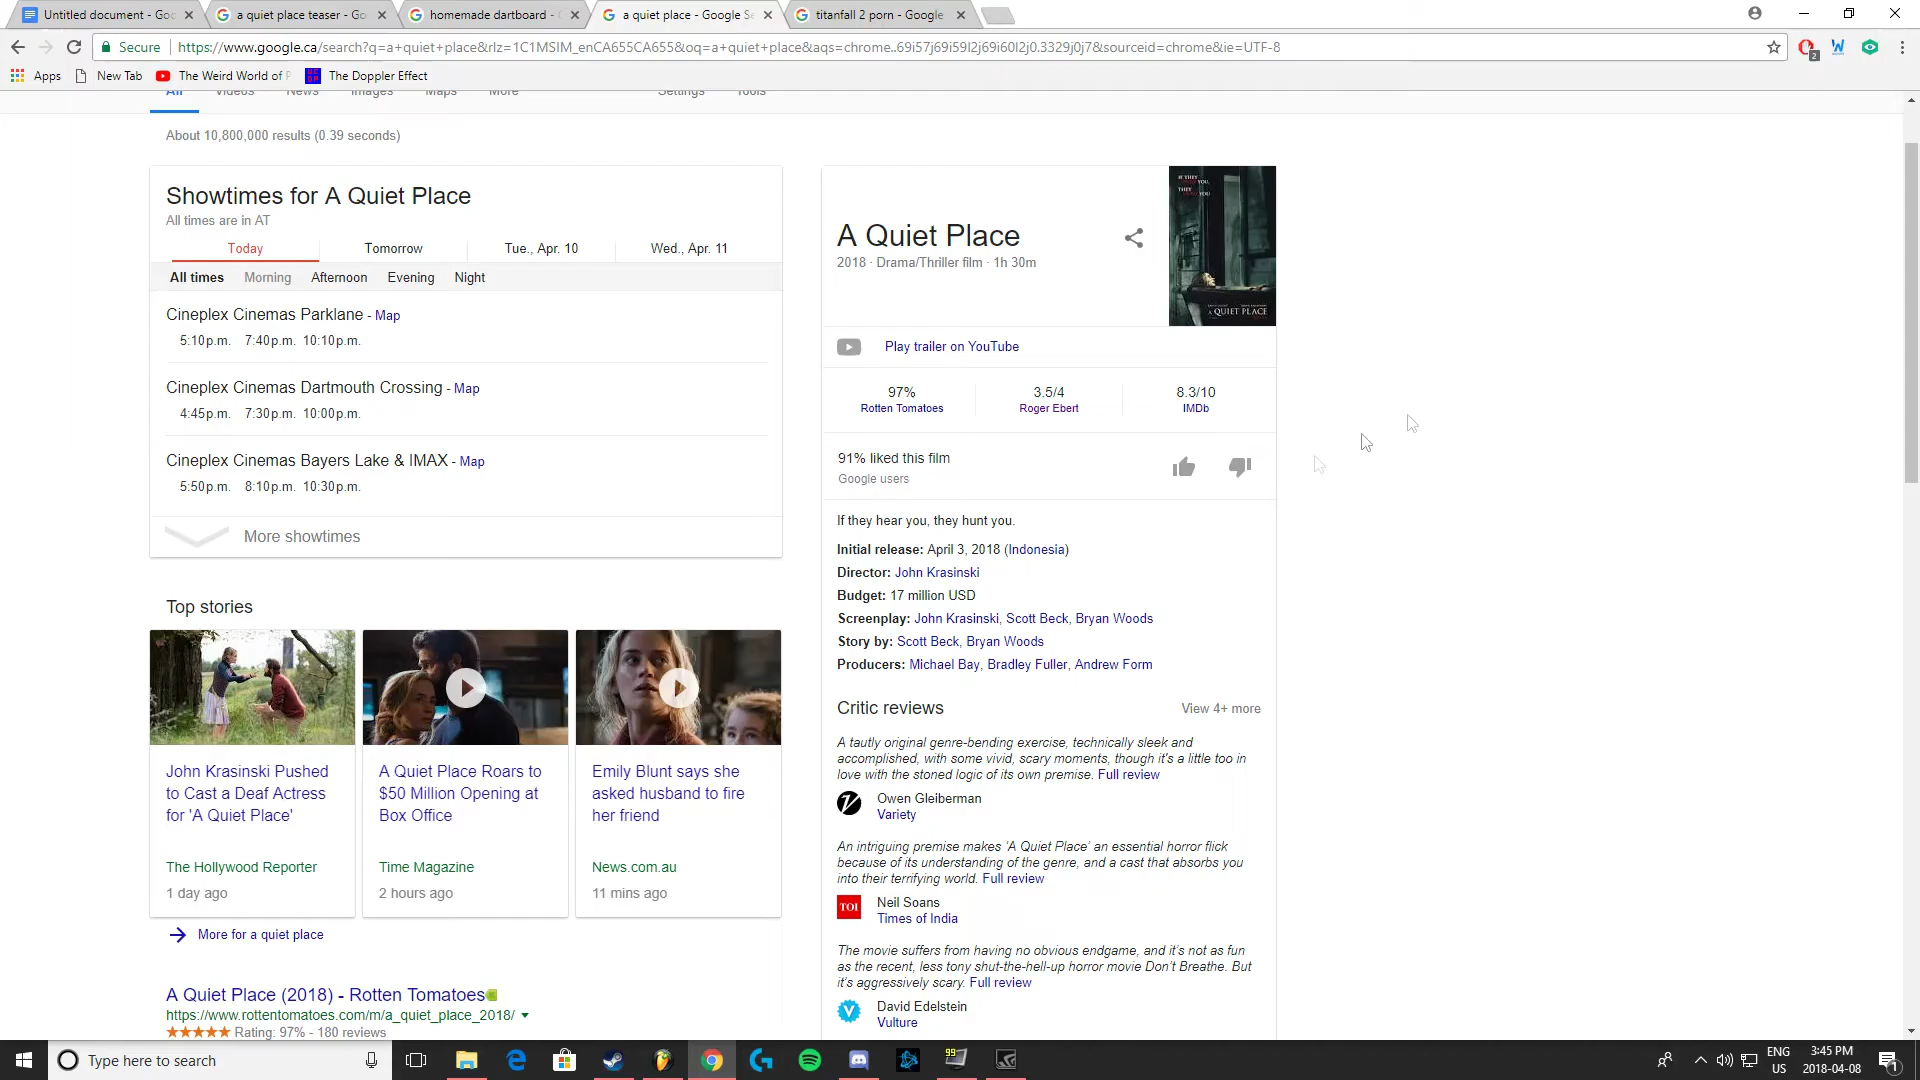 Untitled document - Goo
a quiet place teaser - Go
homemade dartboard -
a quiet place - Google Se
titanfall 2 porn - Google
Secure
https://www.google.ca/search?q=a+quiet+place&rlz=1C1MSIM_enCA655CA655&oq=a+quiet+place&aqs=chrome..69i57j69i59l2j69i60l2j0.3329j0j7&sourceid=chrome&ie=UTF-8
2
Apps
New Tab
The Weird World of
The Doppler Effect
All Videos News Images Maps More Settings Tools
About 10,800,000 results (0.39 seconds)
Showtimes for A Quiet Place
All times are in AT
Today Tomorrow Tue., Apr. 10 Wed., Apr. 11
All times Morning Afternoon Evening Night
Cineplex Cinemas Parklane - Map
5:10p.m. 7:40p.m. 10:10p.m.
Cineplex Cinemas Dartmouth Crossing - Map
4:45p.m. 7:30p.m. 10:00p.m.
Cineplex Cinemas Bayers Lake & IMAX - Map
5:50p.m. 8:10p.m. 10:30p.m.
More showtimes
Top stories
John Krasinski Pushed
to Cast a Deaf Actress
for 'A Quiet Place'
The Hollywood Reporter
1 day ago
A Quiet Place Roars to
$50 Million Opening at
Box Office
Time Magazine
2 hours ago
Emily Blunt says she
asked husband to fire
her friend
News.com.au
11 mins ago
More for a quiet place
A Quiet Place (2018) - Rotten Tomatoes
https://www.rottentomatoes.com/m/a_quiet_place_2018/
Rating: 97% - 180 reviews
A Quiet Place
2018 · Drama/Thriller film · 1h 30m
IF THEY
YOU,
THEY
YOU
A QUIET PLACE
Play trailer on YouTube
97%
Rotten Tomatoes
3.5/4
Roger Ebert
8.3/10
IMDb
91% liked this film
Google users
If they hear you, they hunt you.
Initial release: April 3, 2018 (Indonesia)
Director: John Krasinski
Budget: 17 million USD
Screenplay: John Krasinski, Scott Beck, Bryan Woods
Story by: Scott Beck, Bryan Woods
Producers: Michael Bay, Bradley Fuller, Andrew Form
Critic reviews
View 4+ more
A tautly original genre-bending exercise, technically sleek and
accomplished, with some vivid, scary moments, though it's a little too in
love with the stoned logic of its own premise. Full review
Owen Gleiberman
Variety
An intriguing premise makes 'A Quiet Place' an essential horror flick
because of its understanding of the genre, and a cast that absorbs you
into their terrifying world. Full review
TOI
Neil Soans
Times of India
The movie suffers from having no obvious endgame, and it's not as fun
as the recent, less tony shut-the-hell-up horror movie Don't Breathe. But
it's aggressively scary. Full review
David Edelstein
Vulture
Type here to search
99
ENG
US
3:45 PM
2018-04-08
1